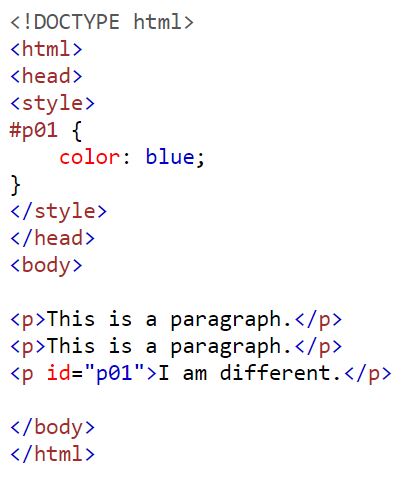 <!DOCTYPE html>
<html>
<head>
<style>
#p01 {
    color: blue;
}
</style>
</head>
<body>

<p>This is a paragraph.</p>
<p>This is a paragraph.</p>
<p id="p01">I am different.</p>

</body>
</html>